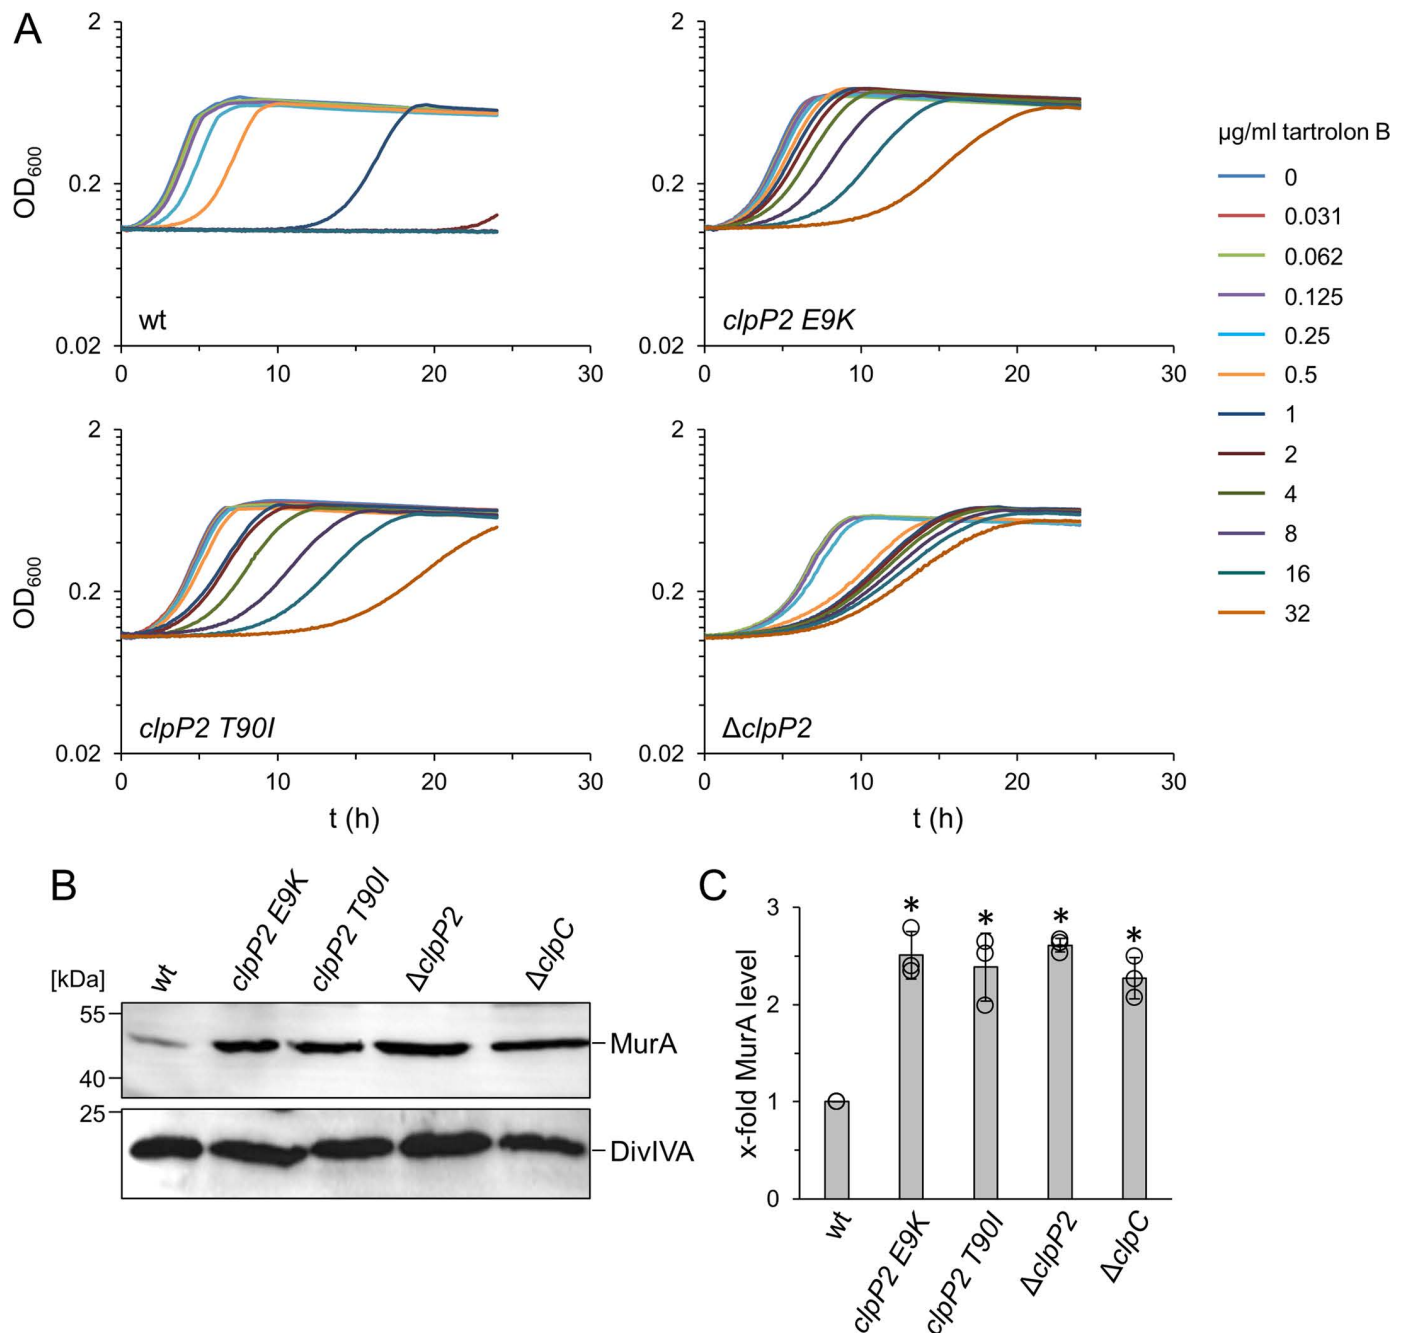 A
2
0.2
0.02
OD600
wt
0 10 20 30
2
0.2
0.02
clpP2 E9K
0 10 20 30
µg/ml tartrolon B
0
0.031
0.062
0.125
0.25
0.5
1
2
4
8
16
32
2
0.2
0.02
OD600
clpP2 T90I
0 10 20 30
t (h)
2
0.2
0.02
ΔclpP2
0 10 20 30
t (h)
B
[kDa]
wt
clpP2 E9K
clpP2 T90I
ΔclpP2
ΔclpC
55
40
MurA
25
DivIVA
C
x-fold MurA level
3
2
1
0
* * * *
wt
clpP2 E9K
clpP2 T90I
ΔclpP2
ΔclpC